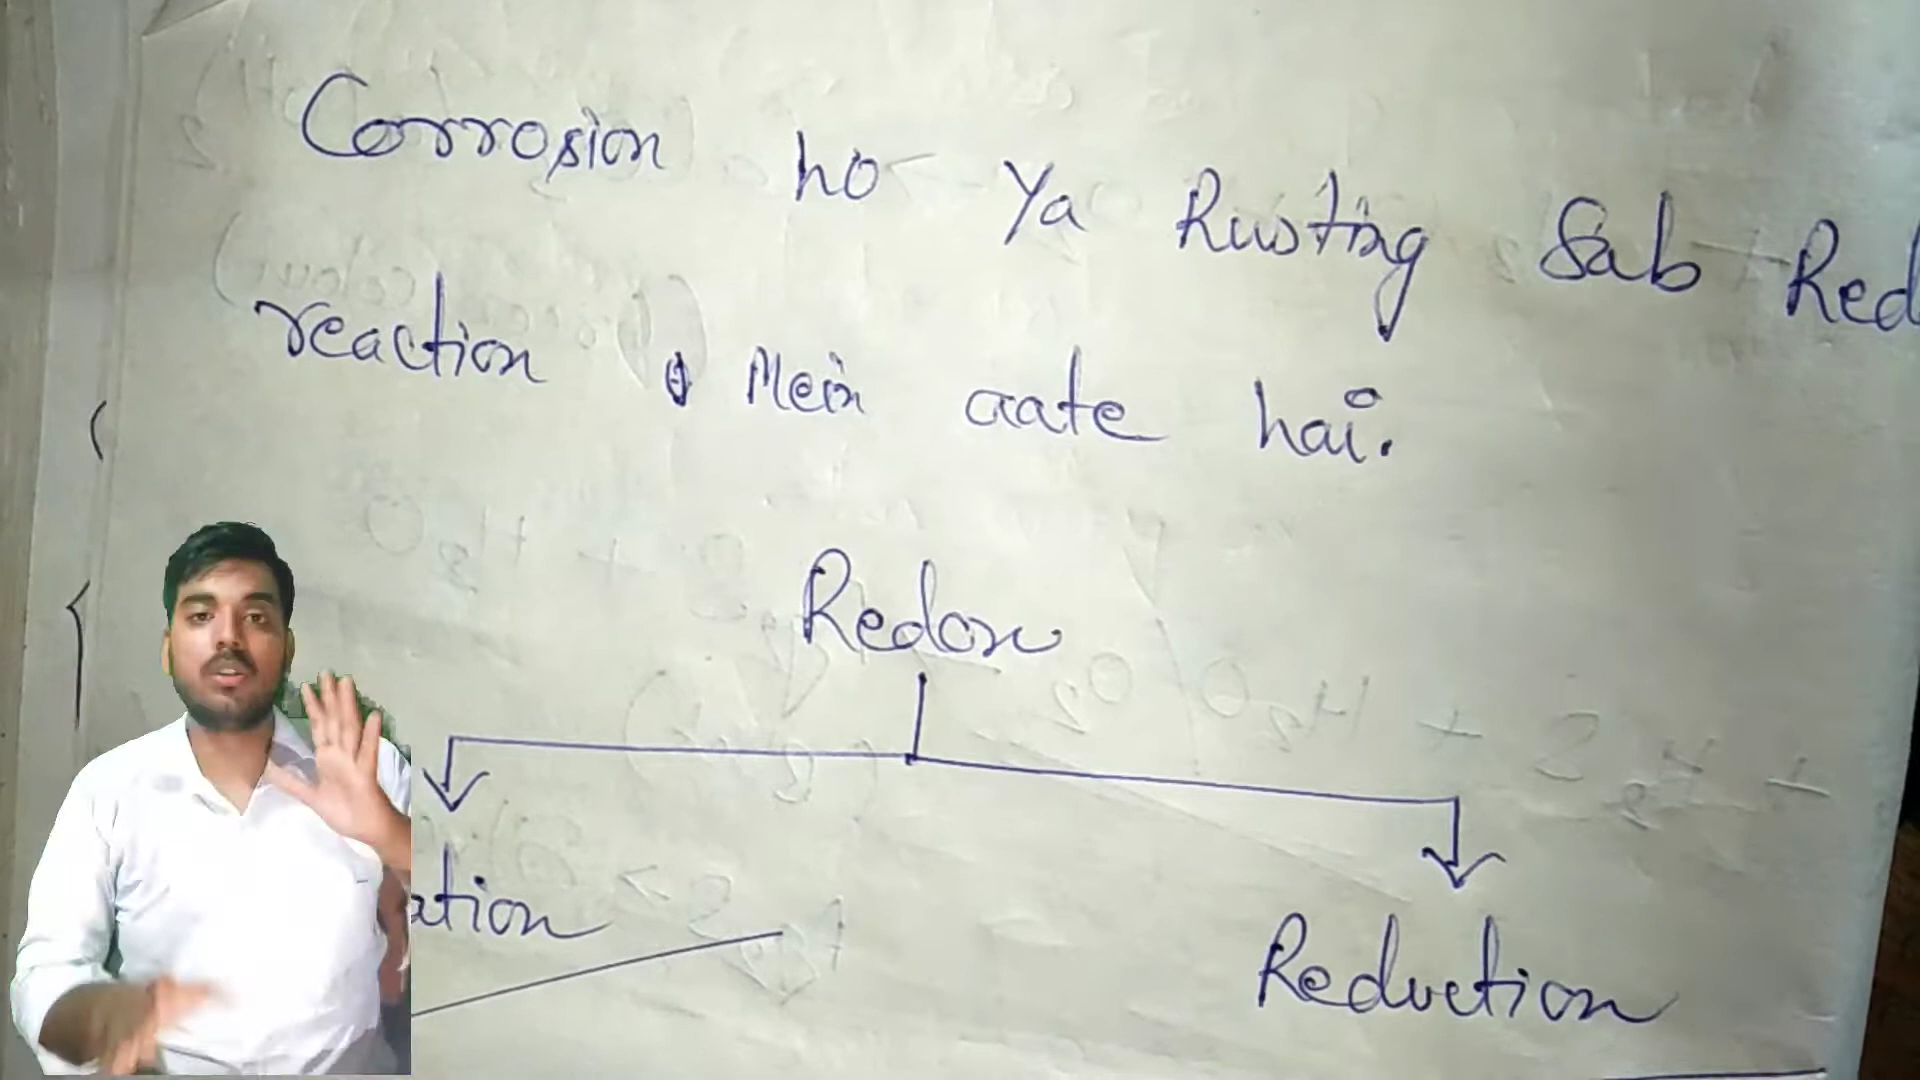 Corrosion ho Ya Rusting Sab Red
reaction Mein aate hai.
Redox
ation
Reduction